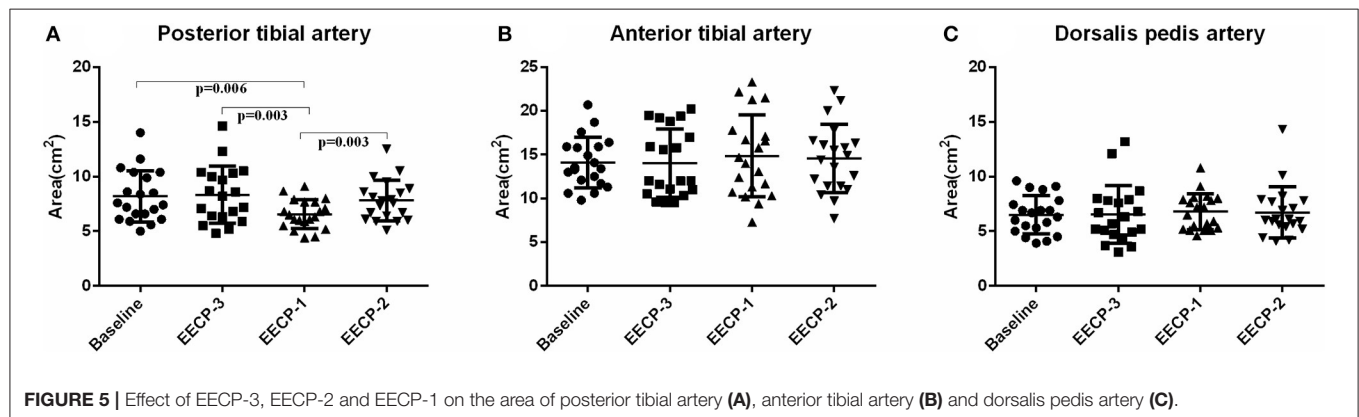 A Posterior tibial artery
B Anterior tibial artery
C Dorsalis pedis artery
Area(cm²)
20
15
10
5
0
p=0.006
p=0.003
p=0.003
Baseline
EECP-3
EECP-1
EECP-2
Area(cm²)
25
20
15
10
5
0
Baseline
EECP-3
EECP-1
EECP-2
Area(cm²)
20
15
10
5
0
Baseline
EECP-3
EECP-1
EECP-2
FIGURE 5 | Effect of EECP-3, EECP-2 and EECP-1 on the area of posterior tibial artery (A), anterior tibial artery (B) and dorsalis pedis artery (C).